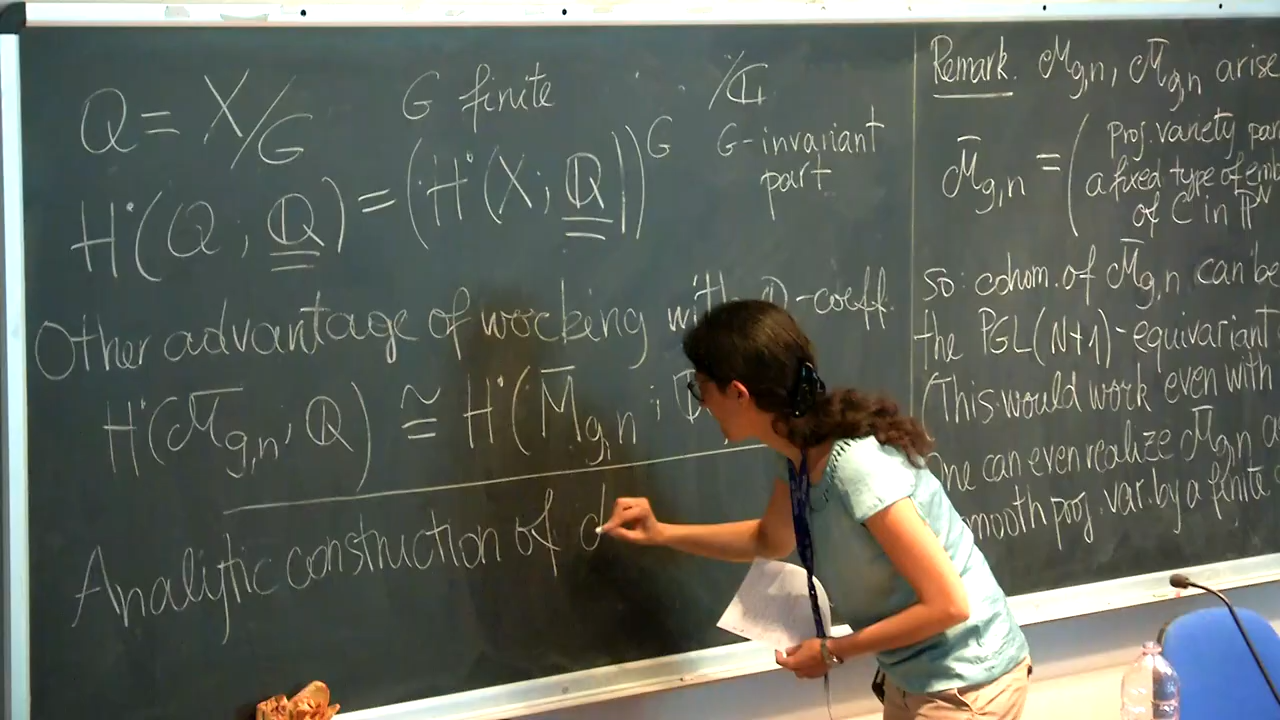 Q = X/G G finite /ℂ
H˙(Q ; ℚ) = (H˙(X ; ℚ))^G G-invariant part
Other advantage of working with ℚ-coeff.
H˙(ℳ̄g,n ; ℚ) ≅ H˙(M̄g,n ;
Analytic construction of
Remark. ℳg,n, ℳ̄g,n arise
ℳ̄g,n = ( proj. variety
a fixed type of
of C in ℙ^N
So: cohom. of ℳ̄g,n can be
the PGL(N+1)-equivariant
(This would work even with
One can even realize ℳ̄g,n
smooth proj. var. by a finite